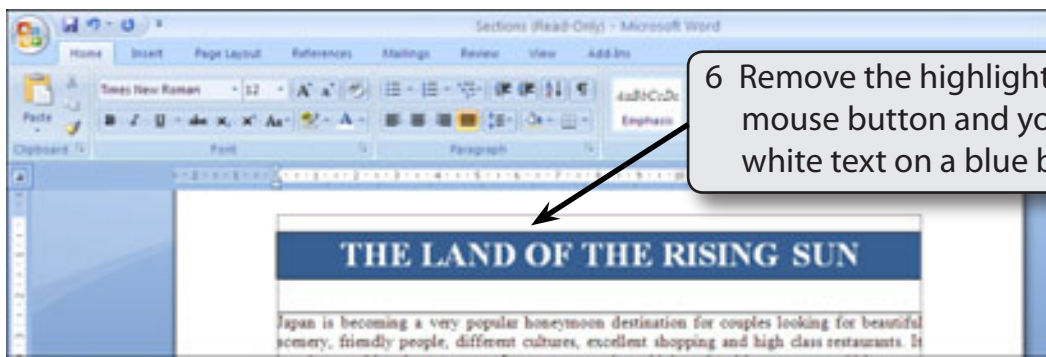 Sections (Read-Only) - Microsoft Word
Home Insert Page Layout References Mailings Review View Add-Ins
Times New Roman 12
AaBbCcDc
Paste
Emphasis
Clipboard Font Paragraph
6 Remove the highlight
mouse button and yo
white text on a blue b
THE LAND OF THE RISING SUN
Japan is becoming a very popular honeymoon destination for couples looking for beautiful
scenery, friendly people, different cultures, excellent shopping and high class restaurants. It